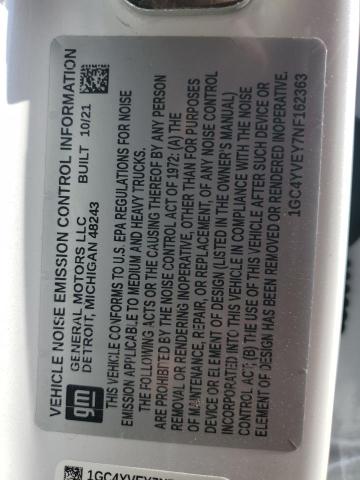 VEHICLE NOISE EMISSION CONTROL INFORMATION
GENERAL MOTORS LLC BUILT 10/21
DETROIT, MICHIGAN 48243
gm
THIS VEHICLE CONFORMS TO U.S. EPA REGULATIONS FOR NOISE
EMISSION APPLICABLE TO MEDIUM AND HEAVY TRUCKS.
THE FOLLOWING ACTS OR THE CAUSING THEREOF BY ANY PERSON
ARE PROHIBITED BY THE NOISE CONTROL ACT OF 1972: (A) THE
REMOVAL OR RENDERING INOPERATIVE, OTHER THAN FOR PURPOSES
OF MAINTENANCE, REPAIR, OR REPLACEMENT, OF ANY NOISE CONTROL
DEVICE OR ELEMENT OF DESIGN (LISTED IN THE OWNER'S MANUAL)
INCORPORATED INTO THIS VEHICLE IN COMPLIANCE WITH THE NOISE
CONTROL ACT;(B) THE USE OF THIS VEHICLE AFTER SUCH DEVICE OR
ELEMENT OF DESIGN HAS BEEN REMOVED OR RENDERED INOPERATIVE.
1GC4YVEY7NF162363